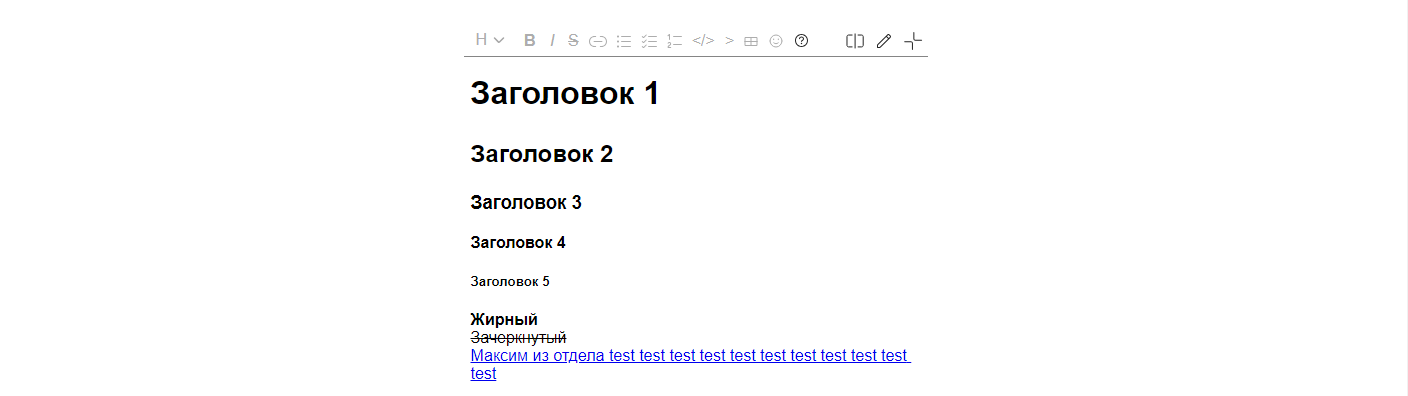 H B I S </> > ?
Заголовок 1
Заголовок 2
Заголовок 3
Заголовок 4
Заголовок 5
Жирный
Зачеркнутый
Максим из отдела test test test test test test test test test test
test